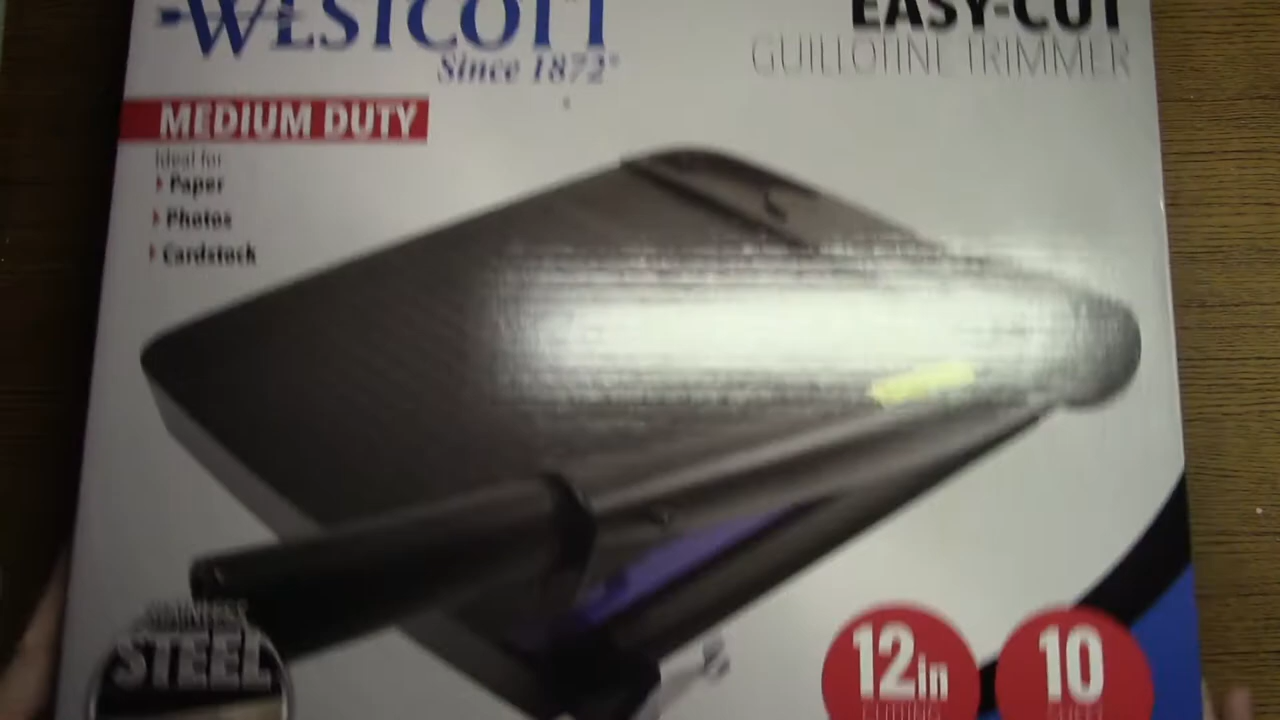 WESTCOTT
Since 1872®
EASY-CUT
GUILLOTINE TRIMMER
MEDIUM DUTY
Ideal for
Paper
Photos
Cardstock
STEEL
12in
10